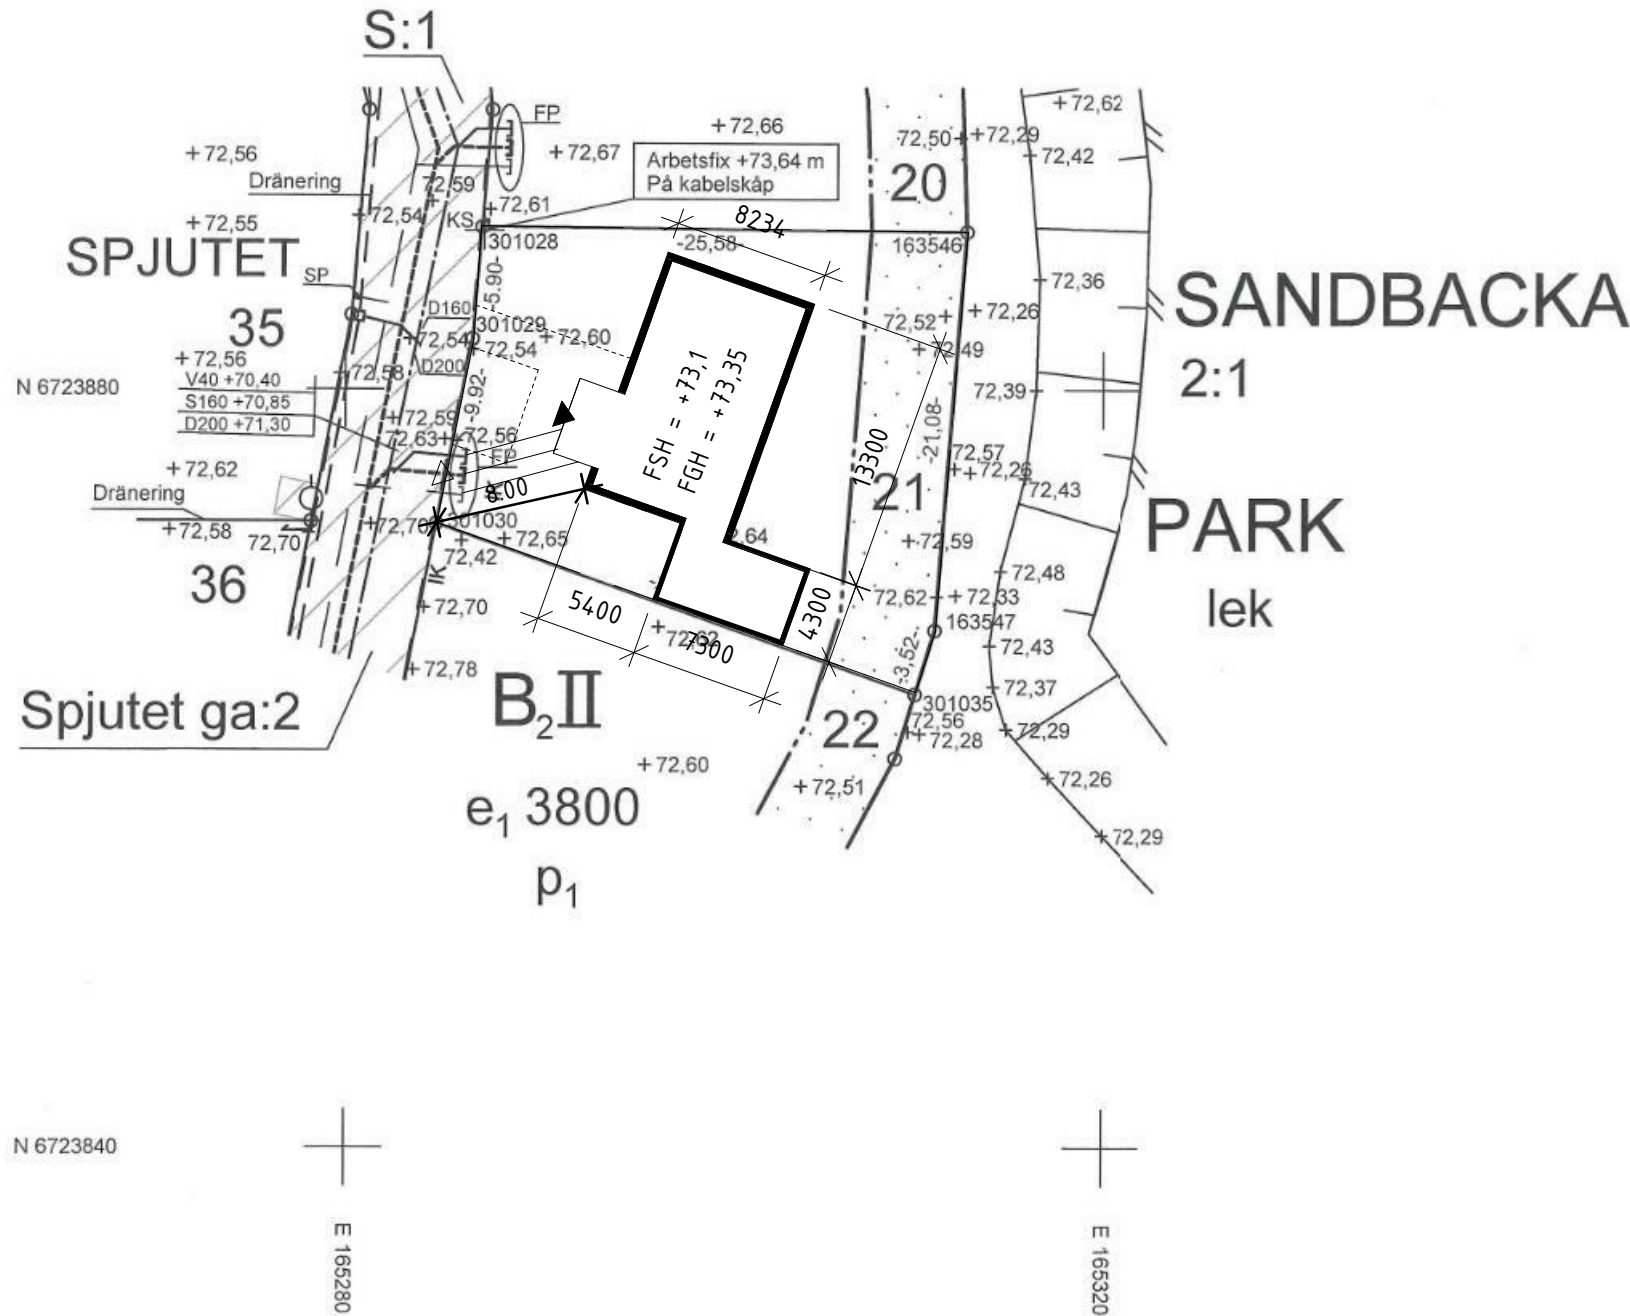 S:1
FP
+72,66
+72,62
+72,56
+72,67
72,50
+72,29
72,42
Arbetsfix +73,64 m
På kabelskåp
Dränering
72,59
20
+72,55
+72,54
+72,61
KS
8234
301028
-25,58-
163546
SPJUTET
SP
-5.90-
72,36
SANDBACKA
35
D160
301029
+72,60
72,52+
+72,26
+72,54
72,54
+72,49
2:1
+72,56
D200
N 6723880
V40 +70,40
72,58
-9.92-
72,39
S160 +70,85
D200 +71,30
+72,59
FSH = +73,1
FGH = +73,35
-21,08-
72,63+
+72,56
72,57
+72,62
FP
13300
+72,26
Dränering
8.00
21
72,43
PARK
+72,58
+72,70
301030
+72,65
2,64
+72,59
72,70
72,42
36
IK
72,48
lek
+72,70
5400
4300
72,62
+72,33
163547
+72,62
7300
-3,52-
72,43
+72,78
72,37
Spjutet ga:2
B2II
301035
22
72,56
+72,28
72,29
+72,60
+72,51
72,26
e1 3800
72,29
p1
N 6723840
E 165280
E 165320